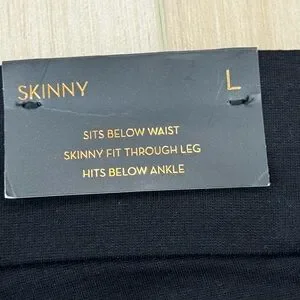 SKINNY L
SITS BELOW WAIST
SKINNY FIT THROUGH LEG
HITS BELOW ANKLE